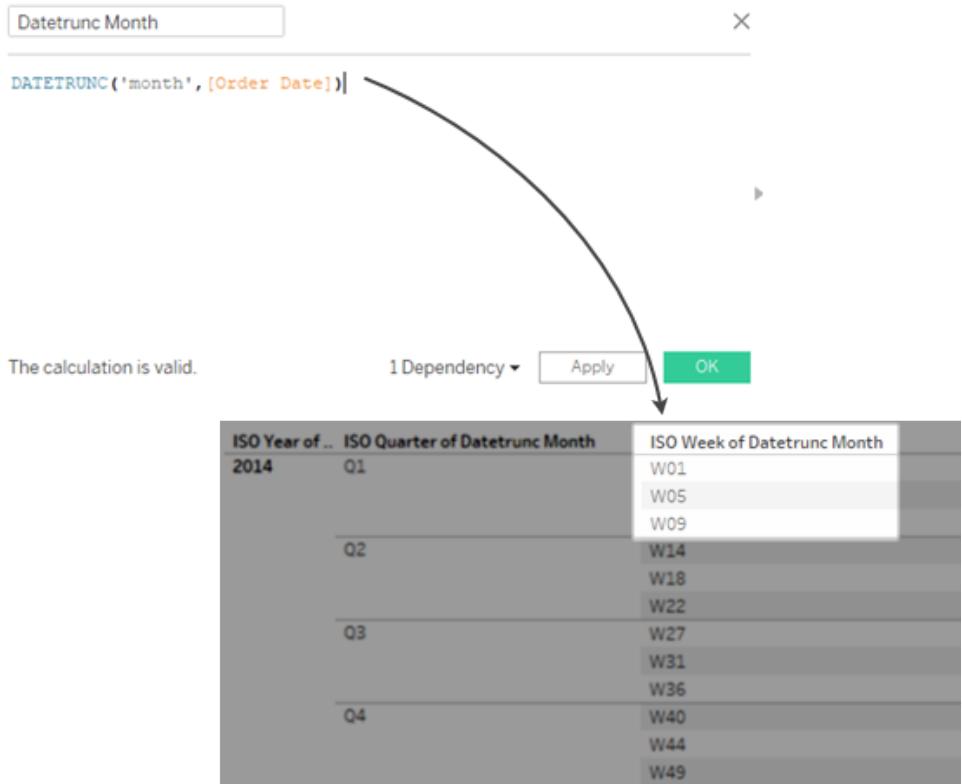 Datetrunc Month
DATETRUNC('month',[Order Date])
The calculation is valid. 1 Dependency Apply OK
ISO Year of .. ISO Quarter of Datetrunc Month ISO Week of Datetrunc Month
2014 Q1 W01
W05
W09
Q2 W14
W18
W22
Q3 W27
W31
W36
Q4 W40
W44
W49